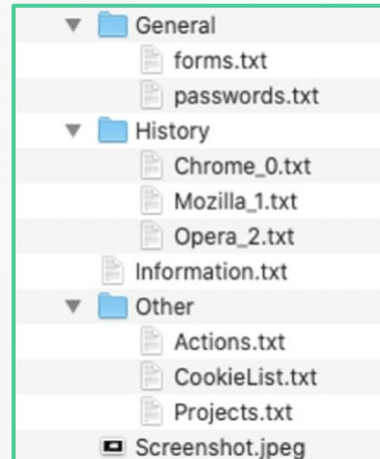 General
forms.txt
passwords.txt
History
Chrome_0.txt
Mozilla_1.txt
Opera_2.txt
Information.txt
Other
Actions.txt
CookieList.txt
Projects.txt
Screenshot.jpeg